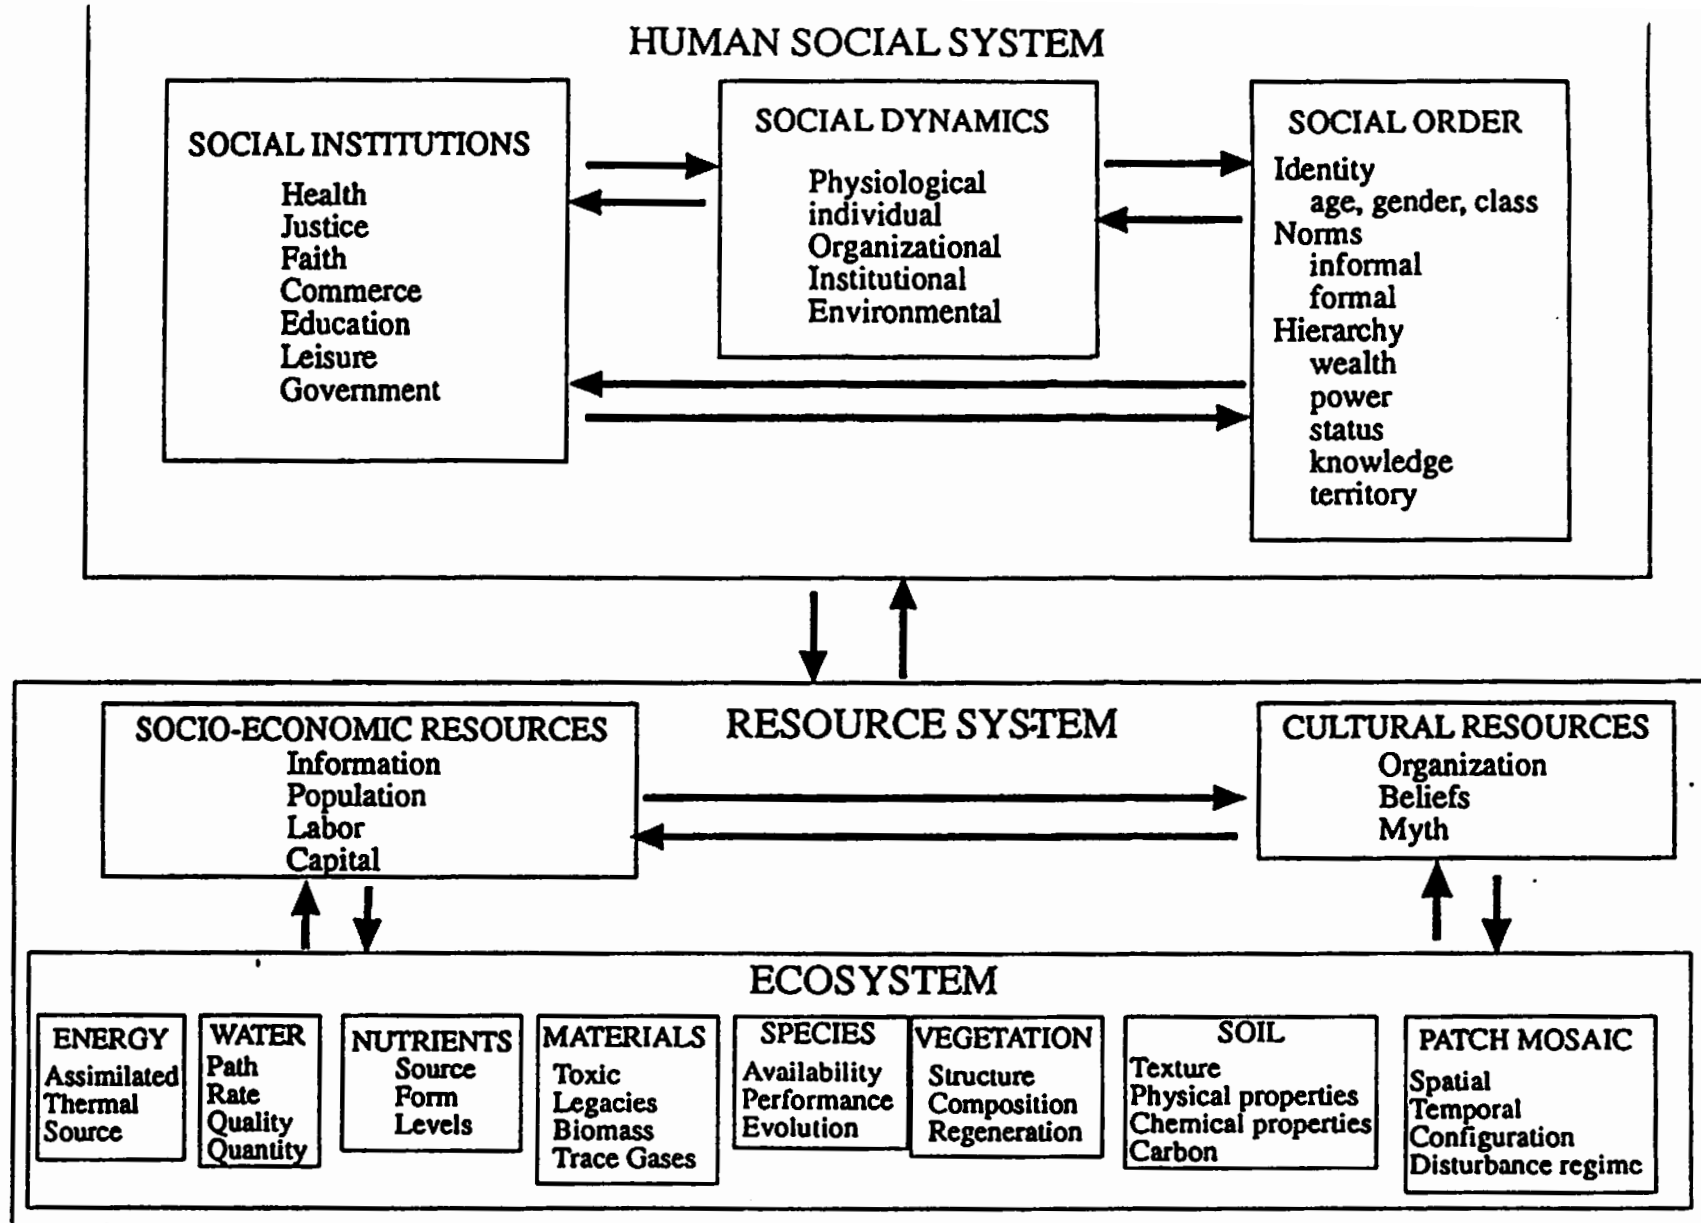 HUMAN SOCIAL SYSTEM
SOCIAL INSTITUTIONS
Health
Justice
Faith
Commerce
Education
Leisure
Government
SOCIAL DYNAMICS
Physiological
individual
Organizational
Institutional
Environmental
SOCIAL ORDER
Identity
age, gender, class
Norms
informal
formal
Hierarchy
wealth
power
status
knowledge
territory
RESOURCE SYSTEM
SOCIO-ECONOMIC RESOURCES
Information
Population
Labor
Capital
CULTURAL RESOURCES
Organization
Beliefs
Myth
ECOSYSTEM
ENERGY
Assimilated
Thermal
Source
WATER
Path
Rate
Quality
Quantity
NUTRIENTS
Source
Form
Levels
MATERIALS
Toxic
Legacies
Biomass
Trace Gases
SPECIES
Availability
Performance
Evolution
VEGETATION
Structure
Composition
Regeneration
SOIL
Texture
Physical properties
Chemical properties
Carbon
PATCH MOSAIC
Spatial
Temporal
Configuration
Disturbance regime